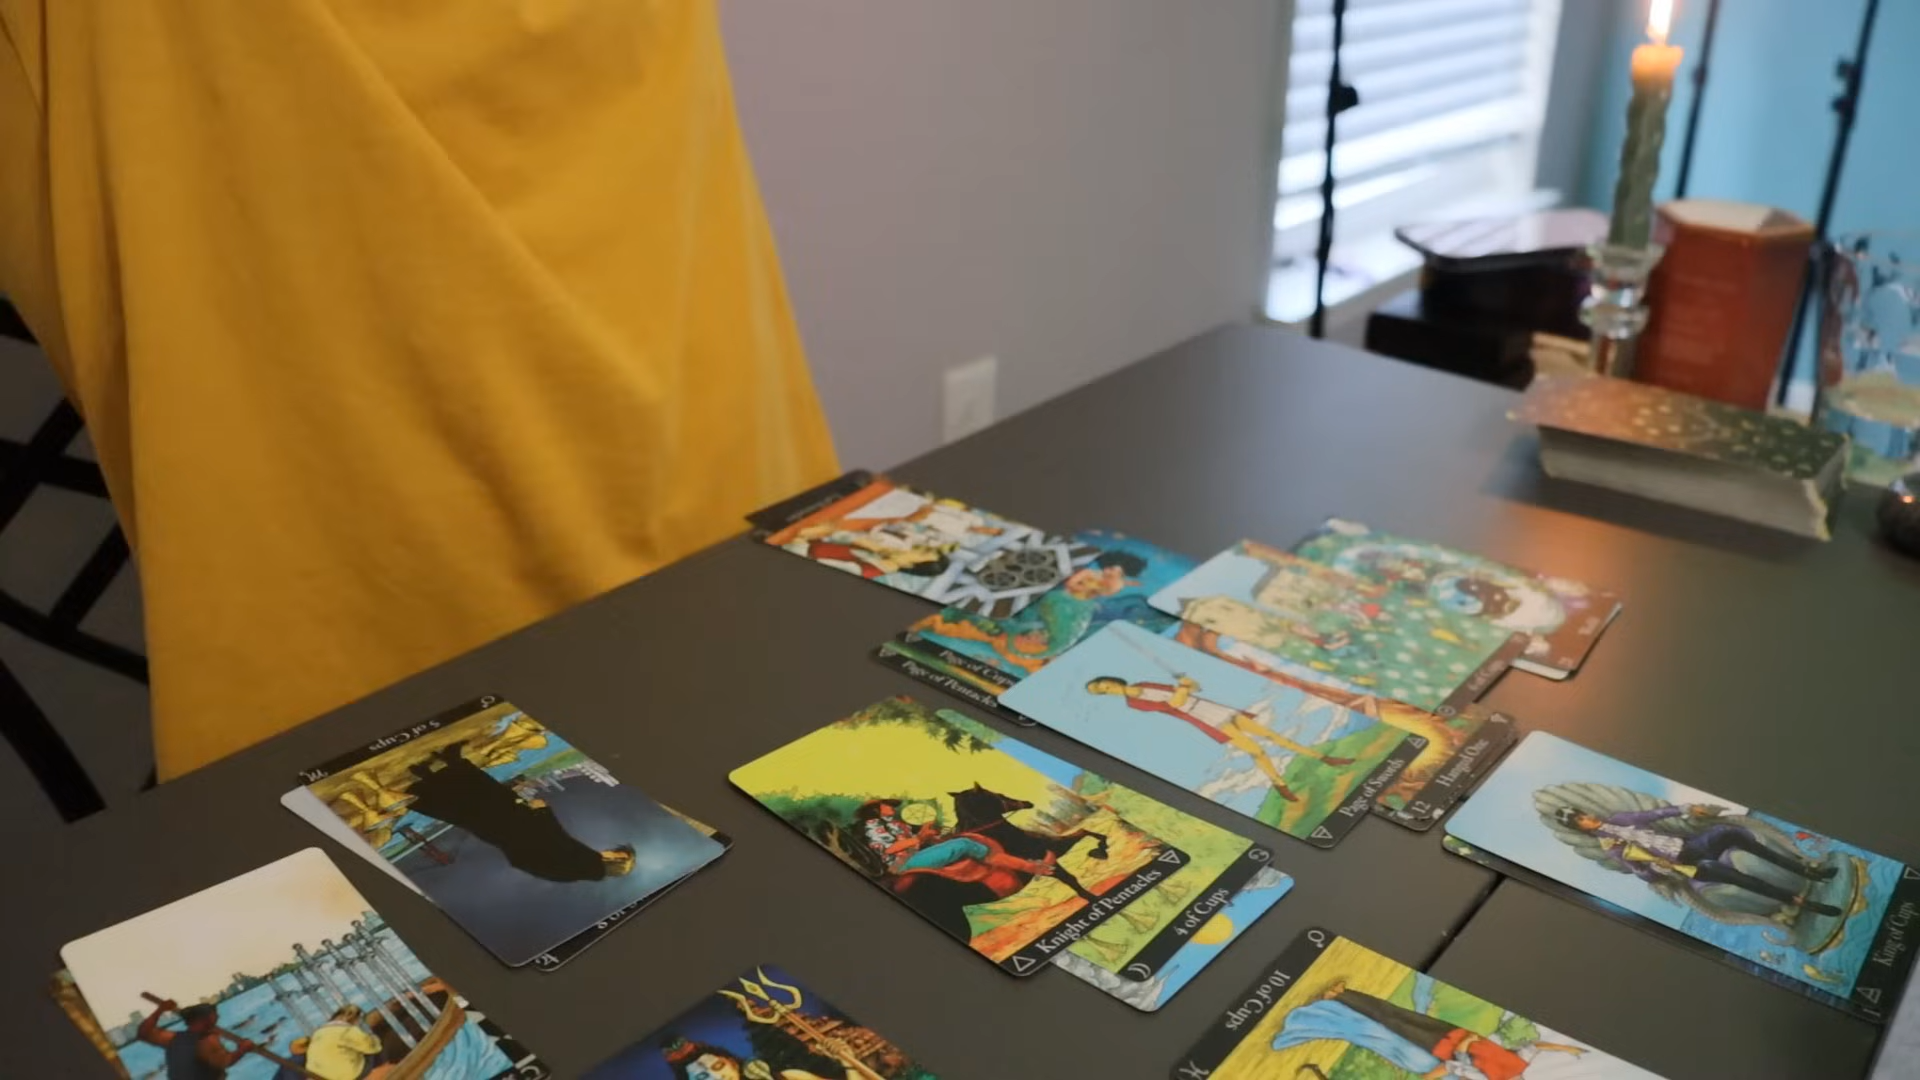 Page of Cups
Page of Pentacles
5 of Cups
Page of Swords
12
Hanged One
Knight of Pentacles
4 of Cups
King of Cups
10 of Cups